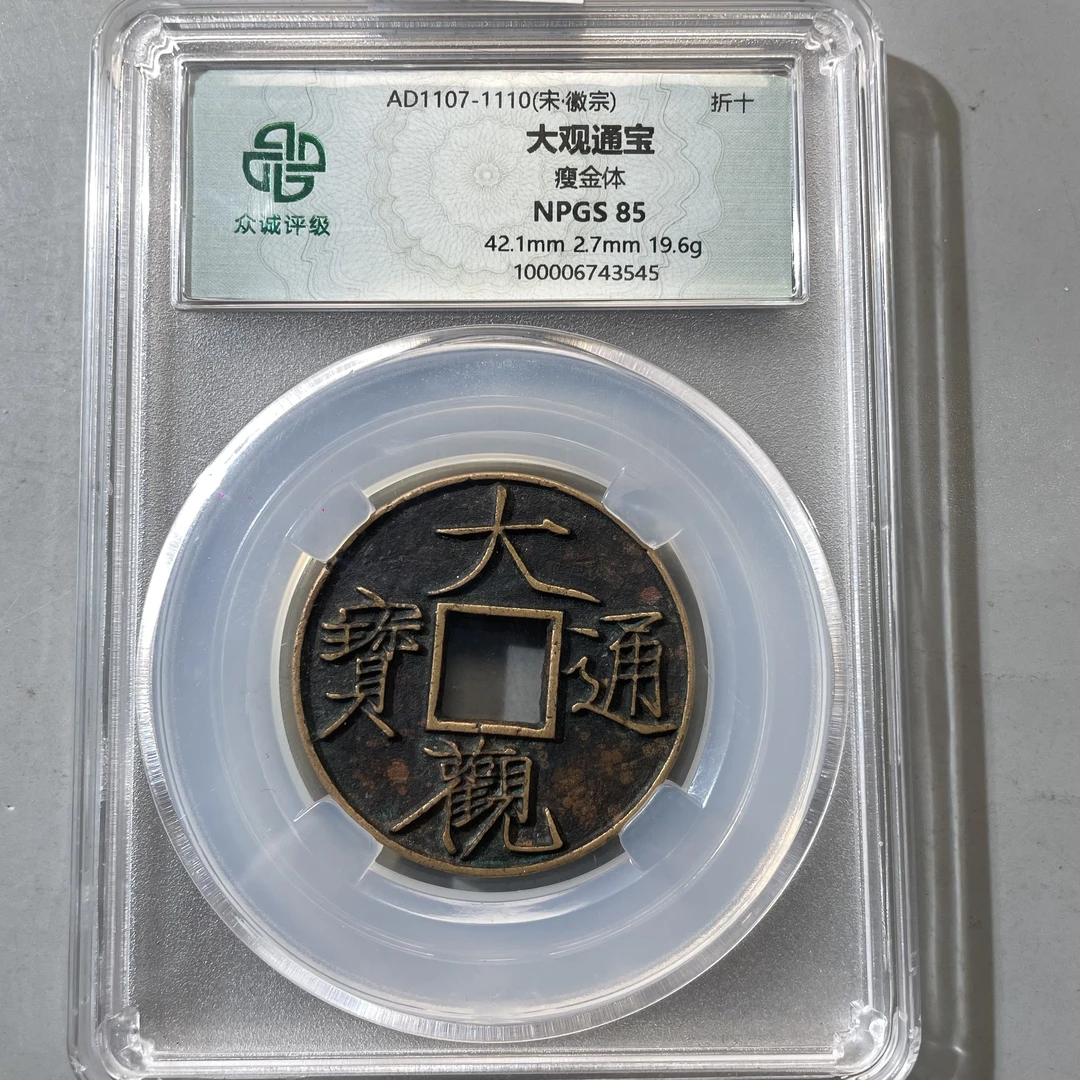 AD1107-1110(宋·徽宗)
折十
大观通宝
瘦金体
NPGS 85
42.1mm 2.7mm 19.6g
100006743545
众诚评级
大
通
寶
觀